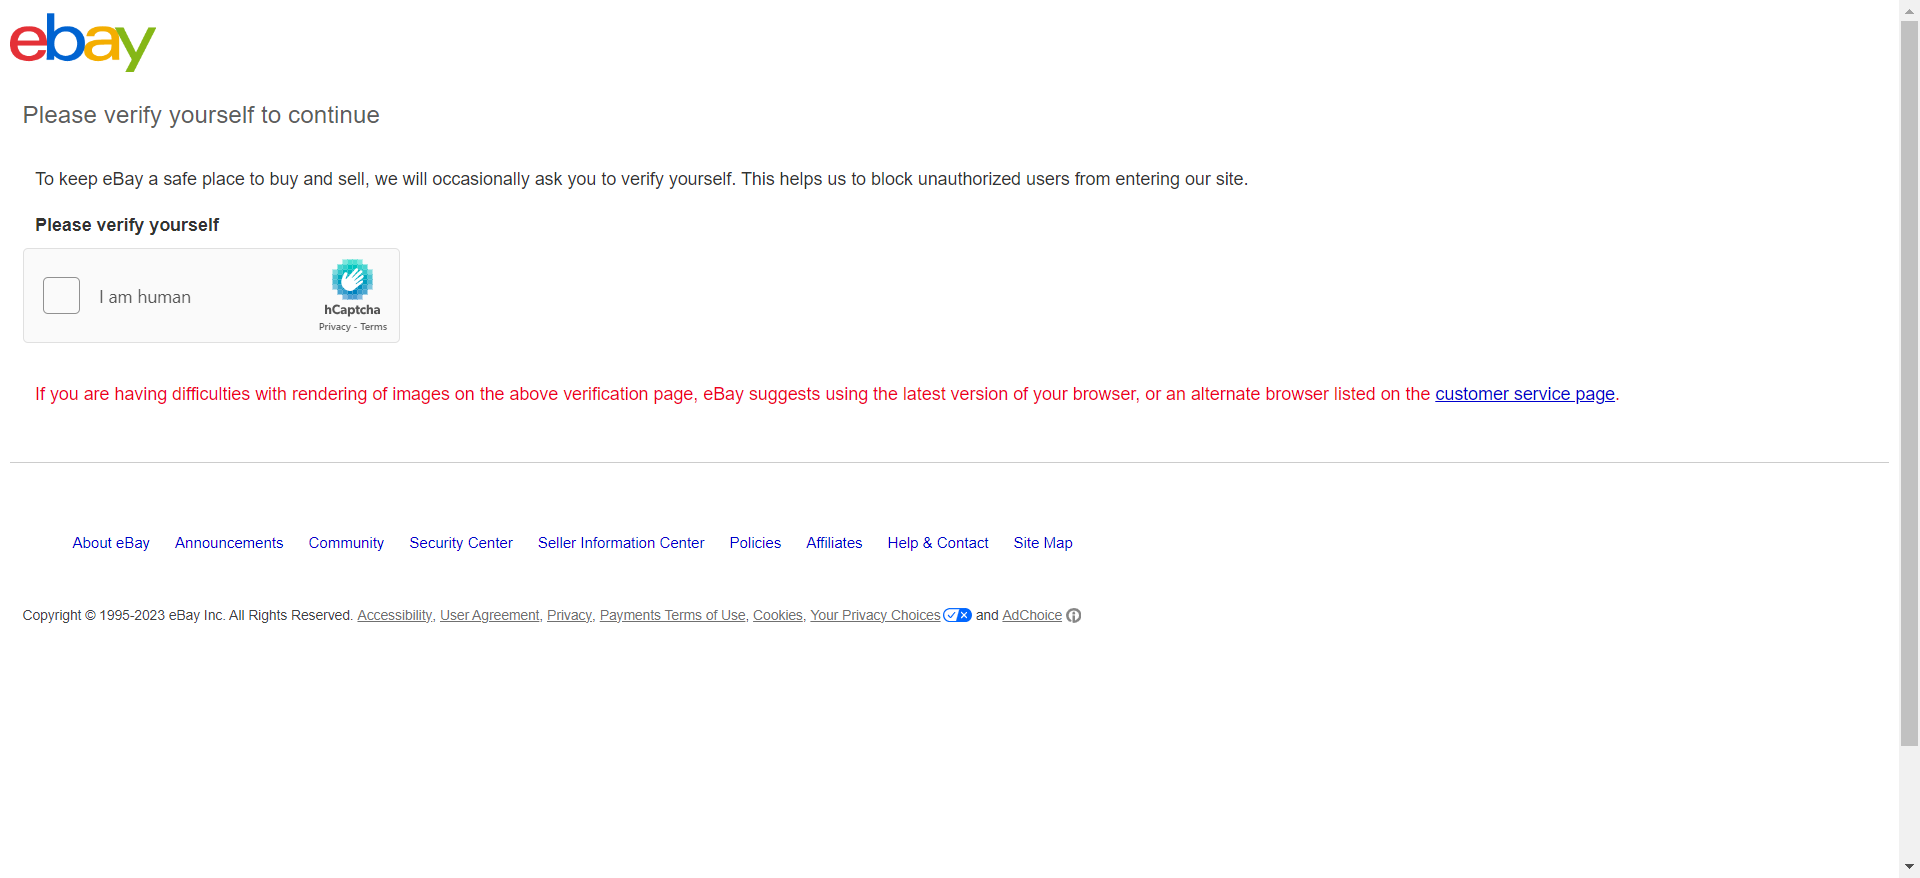 ebay
Please verify yourself to continue
To keep eBay a safe place to buy and sell, we will occasionally ask you to verify yourself. This helps us to block unauthorized users from entering our site.
Please verify yourself
I am human
hCaptcha
Privacy - Terms
If you are having difficulties with rendering of images on the above verification page, eBay suggests using the latest version of your browser, or an alternate browser listed on the customer service page.
About eBay Announcements Community Security Center Seller Information Center Policies Affiliates Help & Contact Site Map
Copyright © 1995-2023 eBay Inc. All Rights Reserved. Accessibility, User Agreement, Privacy, Payments Terms of Use, Cookies, Your Privacy Choices and AdChoice